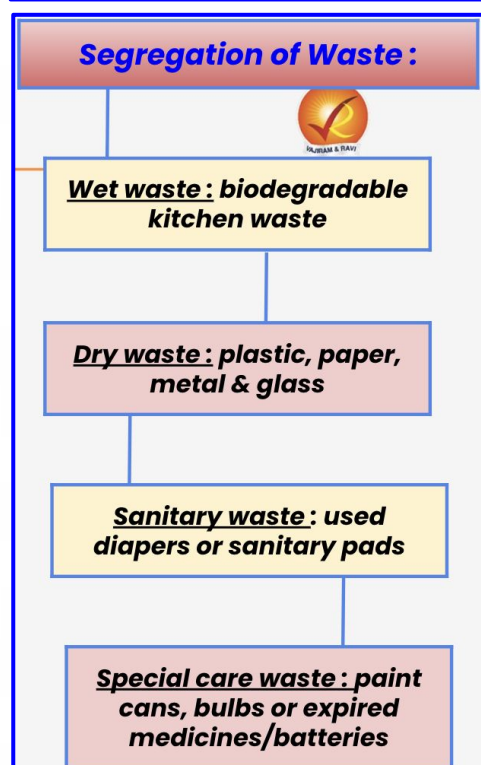 Segregation of Waste :
VAJIRAM & RAVI
Wet waste : biodegradable
kitchen waste
Dry waste : plastic, paper,
metal & glass
Sanitary waste : used
diapers or sanitary pads
Special care waste : paint
cans, bulbs or expired
medicines/batteries